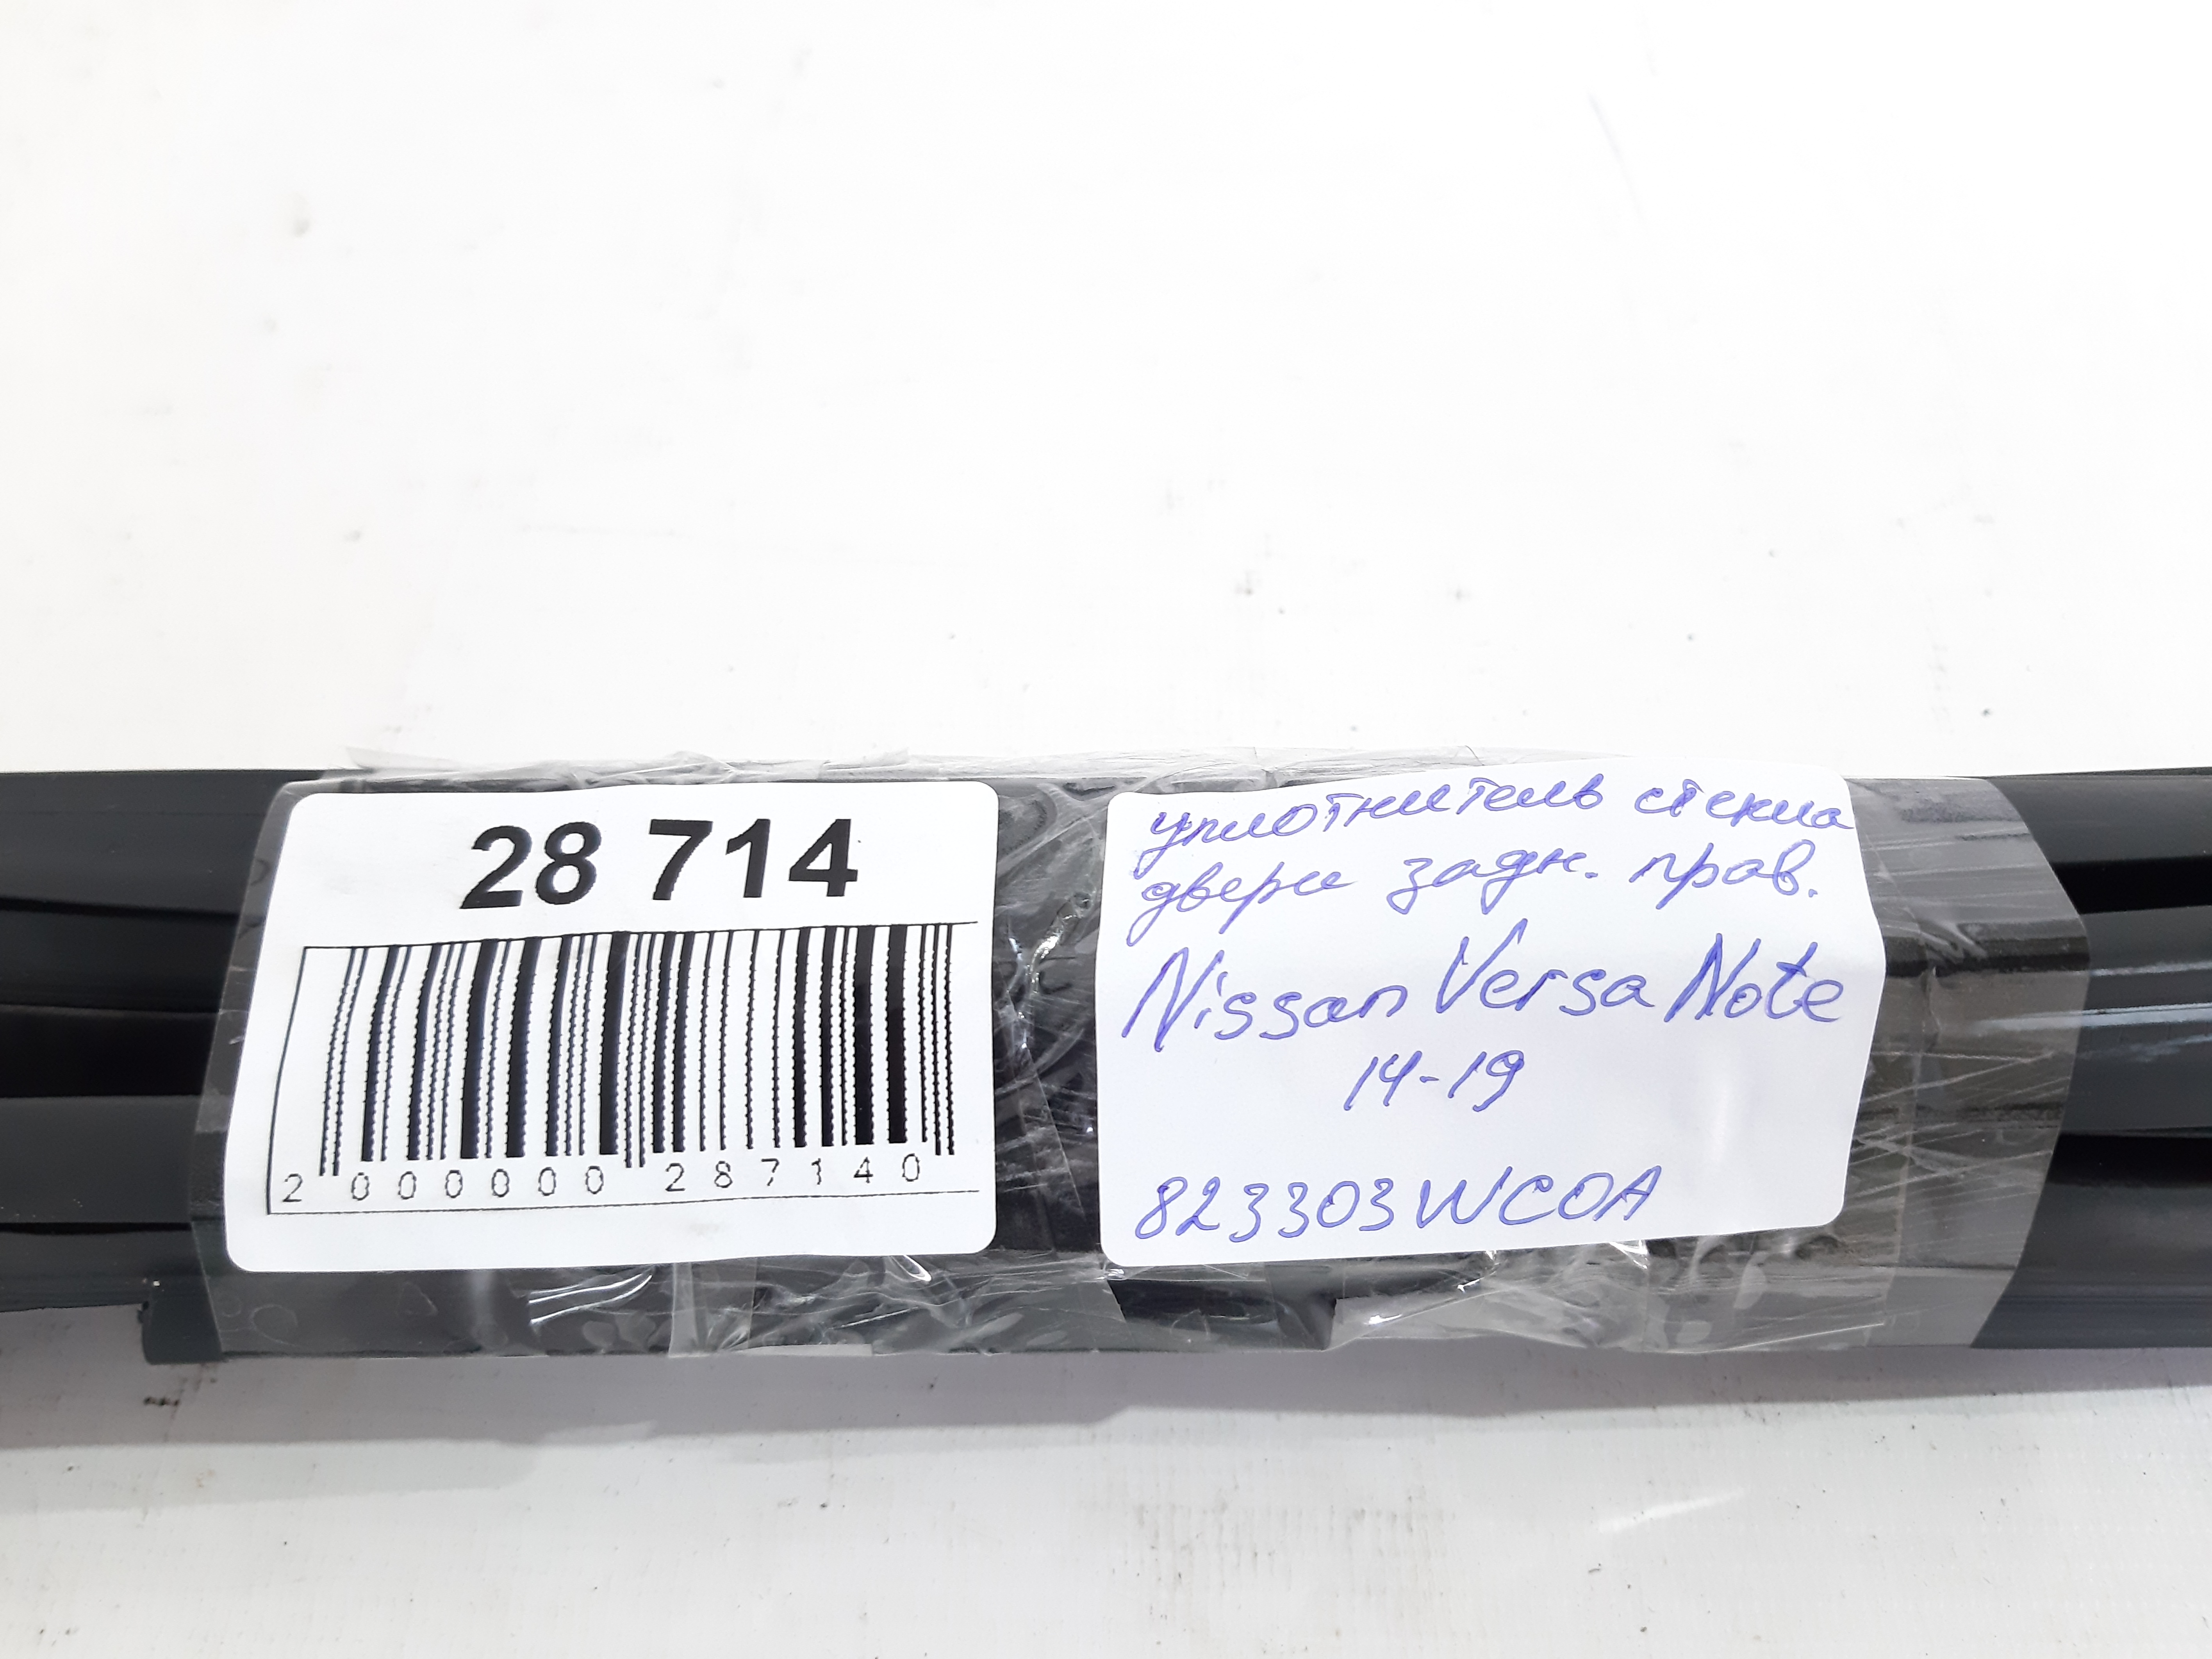 28 714
2 000000 287140
уплотнитель стекла
двери задн. прав.
Nissan Versa Note
14-19
823303WC0A